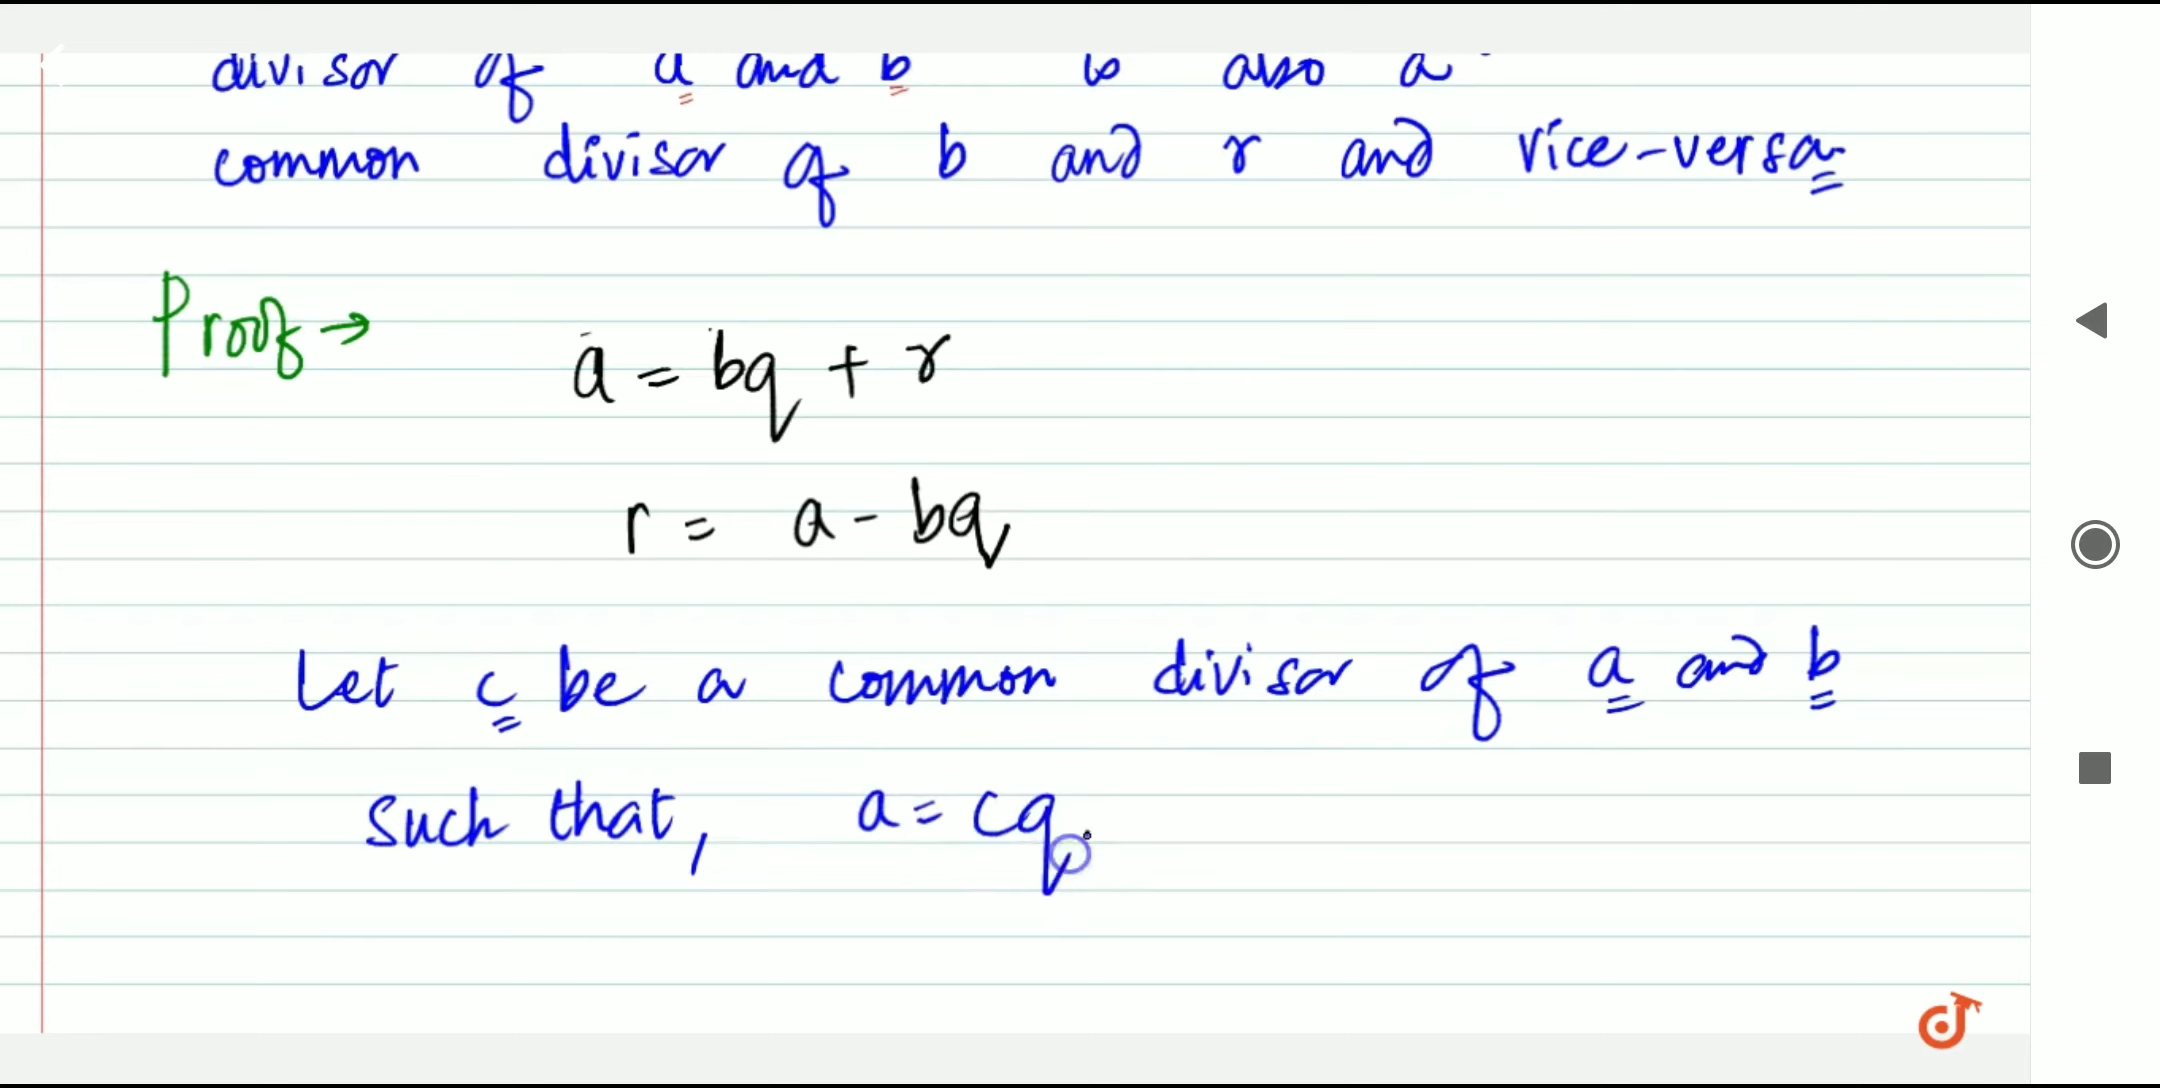 divisor of a and b is also a
common divisor of b and r and vice-versa
Proof →
a = bq + r
r = a - bq
Let c be a common divisor of a and b
such that, a = cq